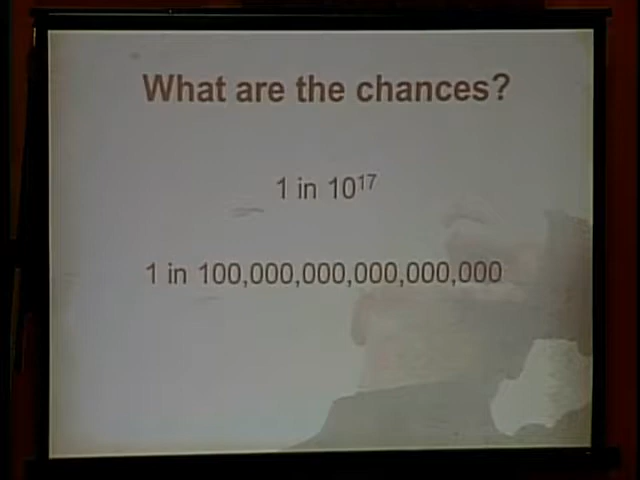 What are the chances?
1 in 10¹⁷
1 in 100,000,000,000,000,000